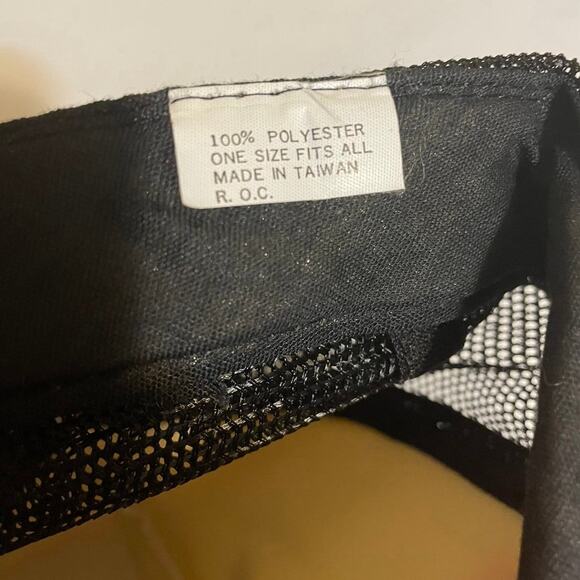 100% POLYESTER
ONE SIZE FITS ALL
MADE IN TAIWAN
R. O.C.